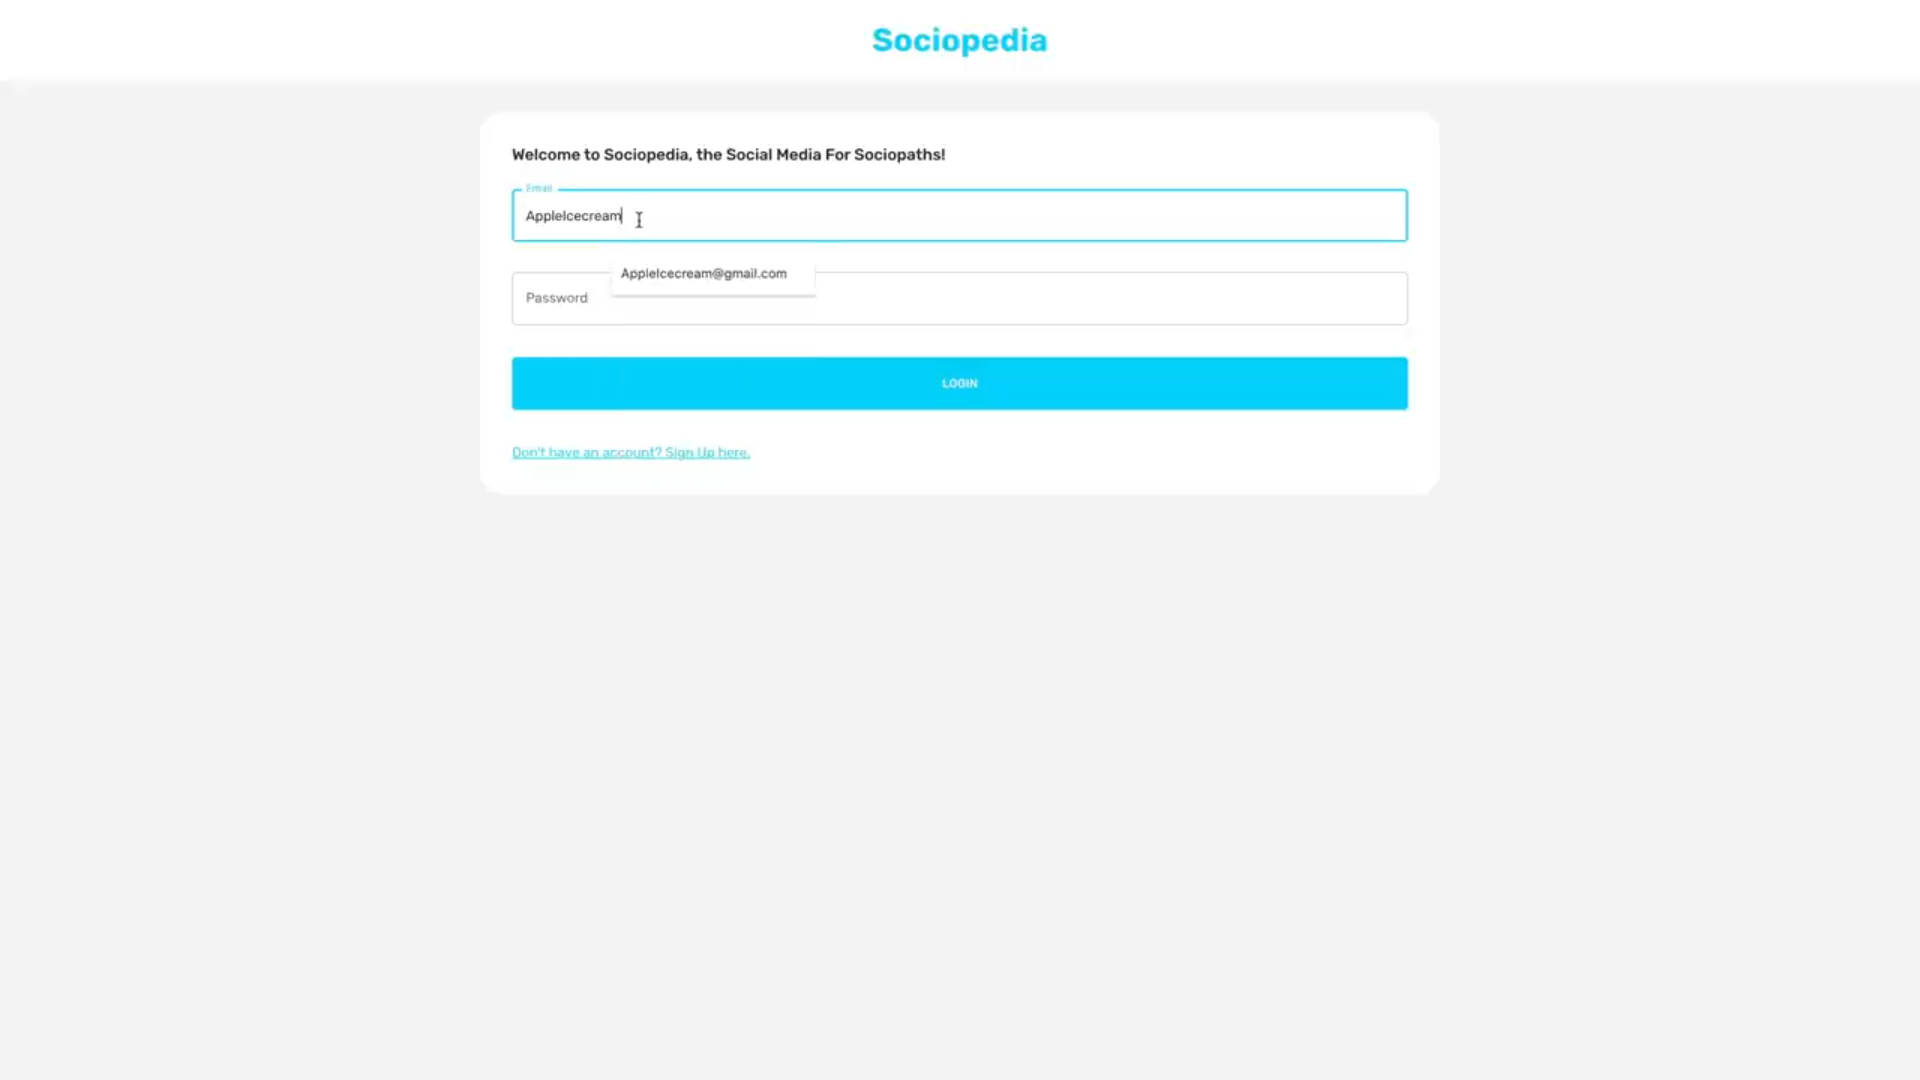 Sociopedia
Welcome to Sociopedia, the Social Media For Sociopaths!
Email
AppleIcecream
AppleIcecream@gmail.com
Password
LOGIN
Don't have an account? Sign Up here.